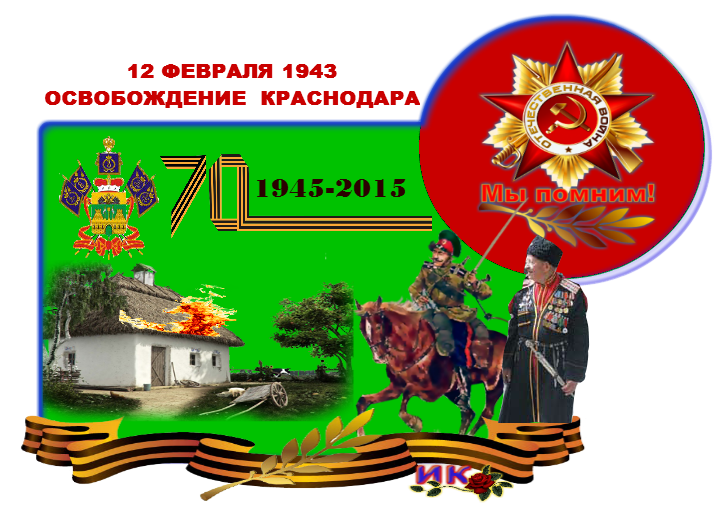 12 ФЕВРАЛЯ 1943
ОСВОБОЖДЕНИЕ КРАСНОДАРА
ОТЕЧЕСТВЕННАЯ ВОЙНА
70
1945-2015
Мы помним!
ИК